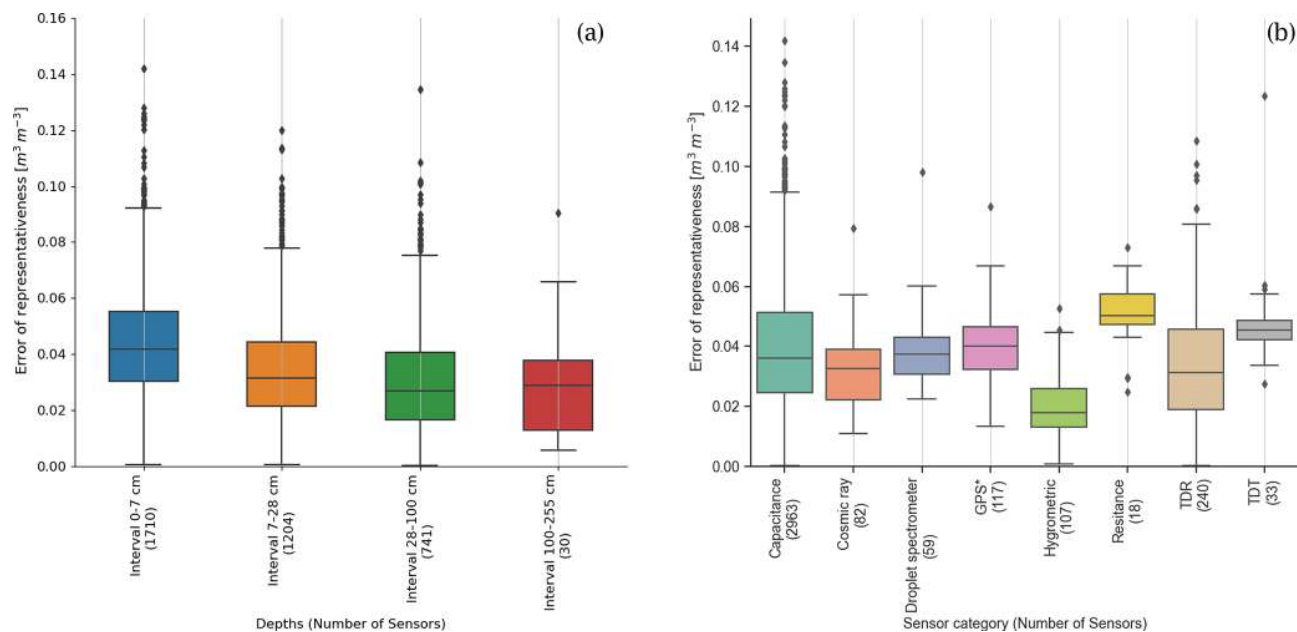 (a)
0.16
0.14
0.12
0.10
0.08
0.06
0.04
0.02
0.00
Error of representativeness [m³ m⁻³]
Interval 0-7 cm
(1710)
Interval 7-28 cm
(1204)
Interval 28-100 cm
(741)
Interval 100-255 cm
(30)
Depths (Number of Sensors)
(b)
0.14
0.12
0.10
0.08
0.06
0.04
0.02
0.00
Error of representativeness [m³ m⁻³]
Capacitance
(2963)
Cosmic ray
(82)
Droplet spectrometer
(59)
GPS*
(117)
Hygrometric
(107)
Resitance
(18)
TDR
(240)
TDT
(33)
Sensor category (Number of Sensors)